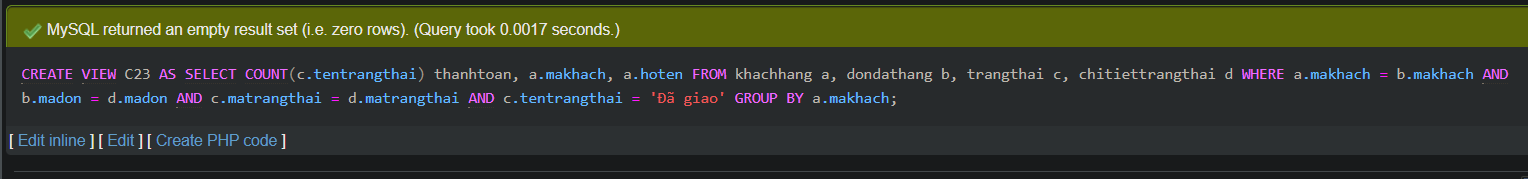 MySQL returned an empty result set (i.e. zero rows). (Query took 0.0017 seconds.)
CREATE VIEW C23 AS SELECT COUNT(c.tentrangthai) thanhtoan, a.makhach, a.hoten FROM khachhang a, dondathang b, trangthai c, chitiettrangthai d WHERE a.makhach = b.makhach AND
b.madon = d.madon AND c.matrangthai = d.matrangthai AND c.tentrangthai = 'Đã giao' GROUP BY a.makhach;
[ Edit inline ] [ Edit ] [ Create PHP code ]